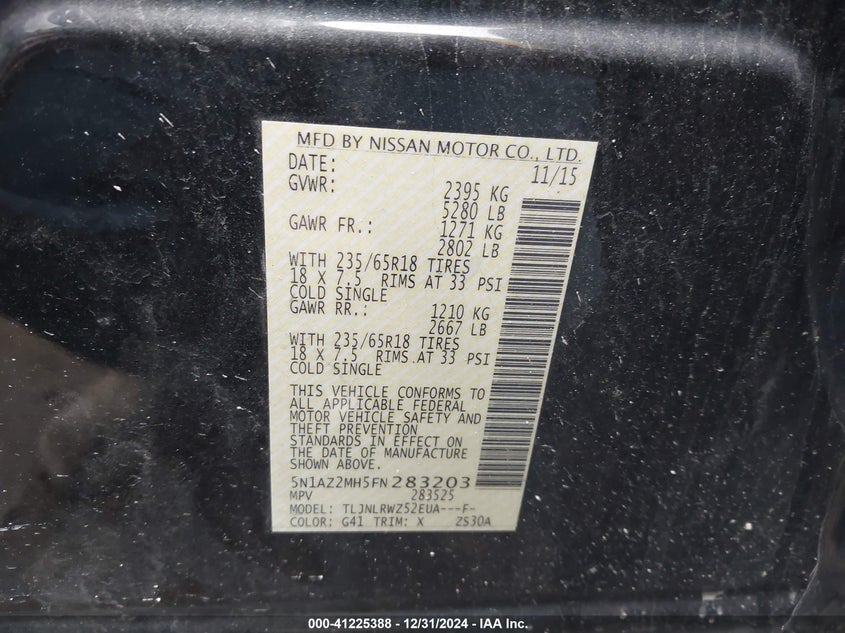 MFD BY NISSAN MOTOR CO., LTD.
DATE: 11/15
GVWR: 2395 KG
5280 LB
GAWR FR.: 1271 KG
2802 LB
WITH 235/65R18 TIRES
18 X 7.5 RIMS AT 33 PSI
COLD SINGLE
GAWR RR.: 1210 KG
2667 LB
WITH 235/65R18 TIRES
18 X 7.5 RIMS AT 33 PSI
COLD SINGLE
THIS VEHICLE CONFORMS TO
ALL APPLICABLE FEDERAL
MOTOR VEHICLE SAFETY AND
THEFT PREVENTION
STANDARDS IN EFFECT ON
THE DATE OF MANUFACTURE
SHOWN ABOVE.
5N1AZ2MH5FN283203
MPV 283525
MODEL: TLJNLRWZ52EUA---F-
COLOR: G41 TRIM: X ZS30A
000-41225388 - 12/31/2024 - IAA Inc.